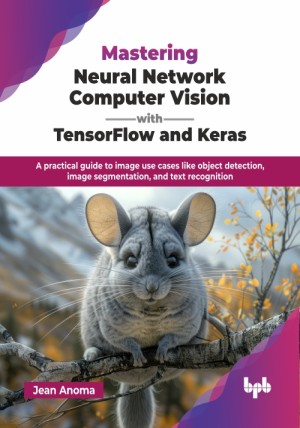 Mastering
Neural Network
Computer Vision
with
TensorFlow and Keras
A practical guide to image use cases like object detection,
image segmentation, and text recognition
Jean Anoma
bpb